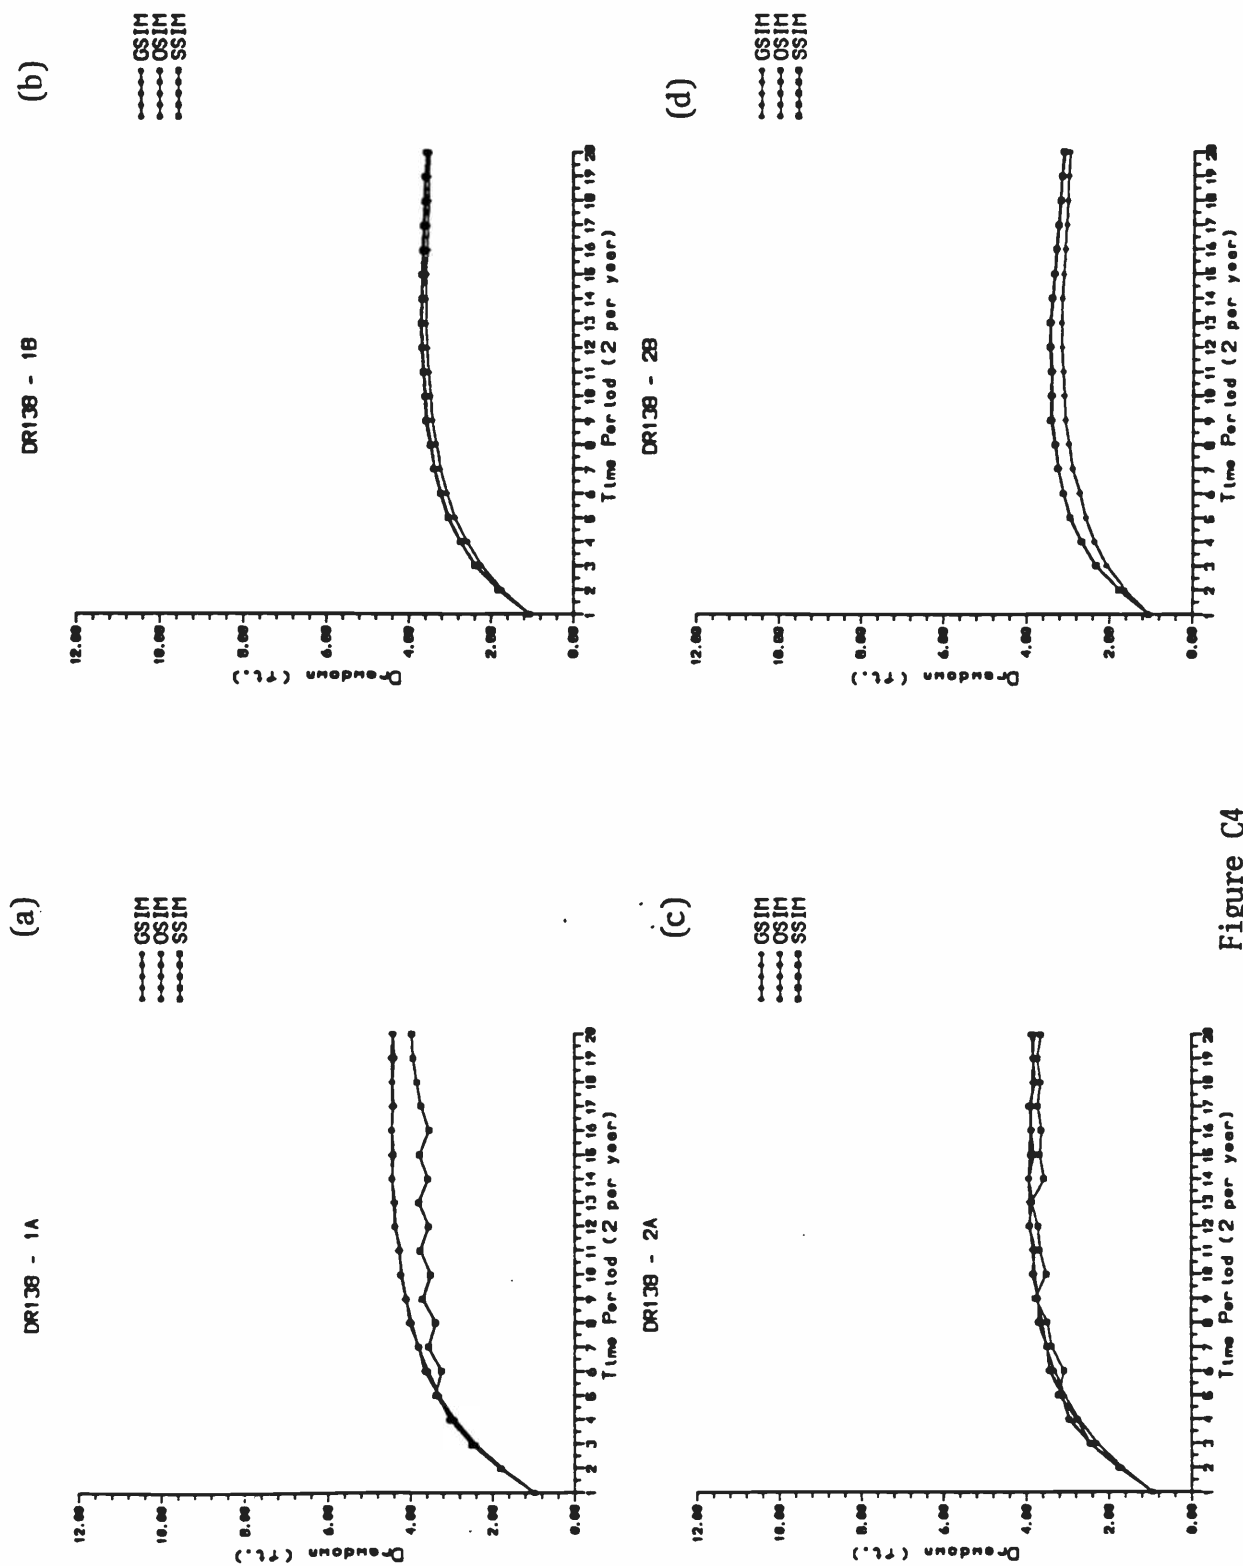 (a)
DR138 - 1A
GSIM
OSIM
SSIM
12.00
10.00
8.00
6.00
4.00
2.00
0.00
Drawdown (ft.)
1 2 3 4 5 6 7 8 9 10 11 12 13 14 15 16 17 18 19 20
Time Period (2 per year)
(b)
DR138 - 1B
GSIM
OSIM
SSIM
12.00
10.00
8.00
6.00
4.00
2.00
0.00
Drawdown (ft.)
1 2 3 4 5 6 7 8 9 10 11 12 13 14 15 16 17 18 19 20
Time Period (2 per year)
(c)
DR138 - 2A
GSIM
OSIM
SSIM
12.00
10.00
8.00
6.00
4.00
2.00
0.00
Drawdown (ft.)
1 2 3 4 5 6 7 8 9 10 11 12 13 14 15 16 17 18 19 20
Time Period (2 per year)
(d)
DR138 - 2B
GSIM
OSIM
SSIM
12.00
10.00
8.00
6.00
4.00
2.00
0.00
Drawdown (ft.)
1 2 3 4 5 6 7 8 9 10 11 12 13 14 15 16 17 18 19 20
Time Period (2 per year)
Figure C4